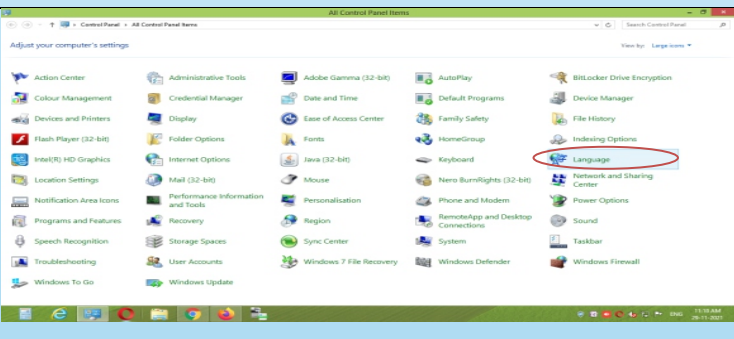 All Control Panel Items
Control Panel ▸ All Control Panel Items
Search Control Panel
Adjust your computer's settings
View by: Large icons
Action Center
Administrative Tools
Adobe Gamma (32-bit)
AutoPlay
BitLocker Drive Encryption
Colour Management
Credential Manager
Date and Time
Default Programs
Device Manager
Devices and Printers
Display
Ease of Access Center
Family Safety
File History
Flash Player (32-bit)
Folder Options
Fonts
HomeGroup
Indexing Options
Intel(R) HD Graphics
Internet Options
Java (32-bit)
Keyboard
Language
Location Settings
Mail (32-bit)
Mouse
Nero BurnRights (32-bit)
Network and Sharing
Center
Notification Area Icons
Performance Information
and Tools
Personalisation
Phone and Modem
Power Options
Programs and Features
Recovery
Region
RemoteApp and Desktop
Connections
Sound
Speech Recognition
Storage Spaces
Sync Center
System
Taskbar
Troubleshooting
User Accounts
Windows 7 File Recovery
Windows Defender
Windows Firewall
Windows To Go
Windows Update
ENG